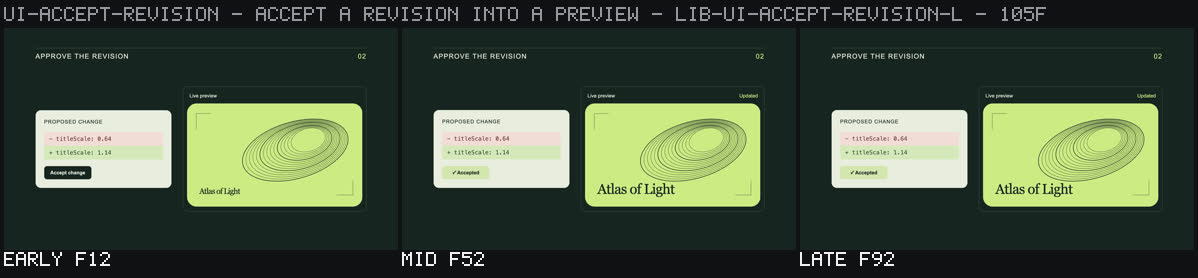 UI-ACCEPT-REVISION - ACCEPT A REVISION INTO A PREVIEW - LIB-UI-ACCEPT-REVISION-L - 105F
APPROVE THE REVISION 02
Live preview
PROPOSED CHANGE
- titleScale: 0.64
+ titleScale: 1.14
Accept change
Atlas of Light
EARLY F12
APPROVE THE REVISION 02
Live preview Updated
PROPOSED CHANGE
- titleScale: 0.64
+ titleScale: 1.14
✓ Accepted
Atlas of Light
MID F52
APPROVE THE REVISION 02
Live preview Updated
PROPOSED CHANGE
- titleScale: 0.64
+ titleScale: 1.14
✓ Accepted
Atlas of Light
LATE F92